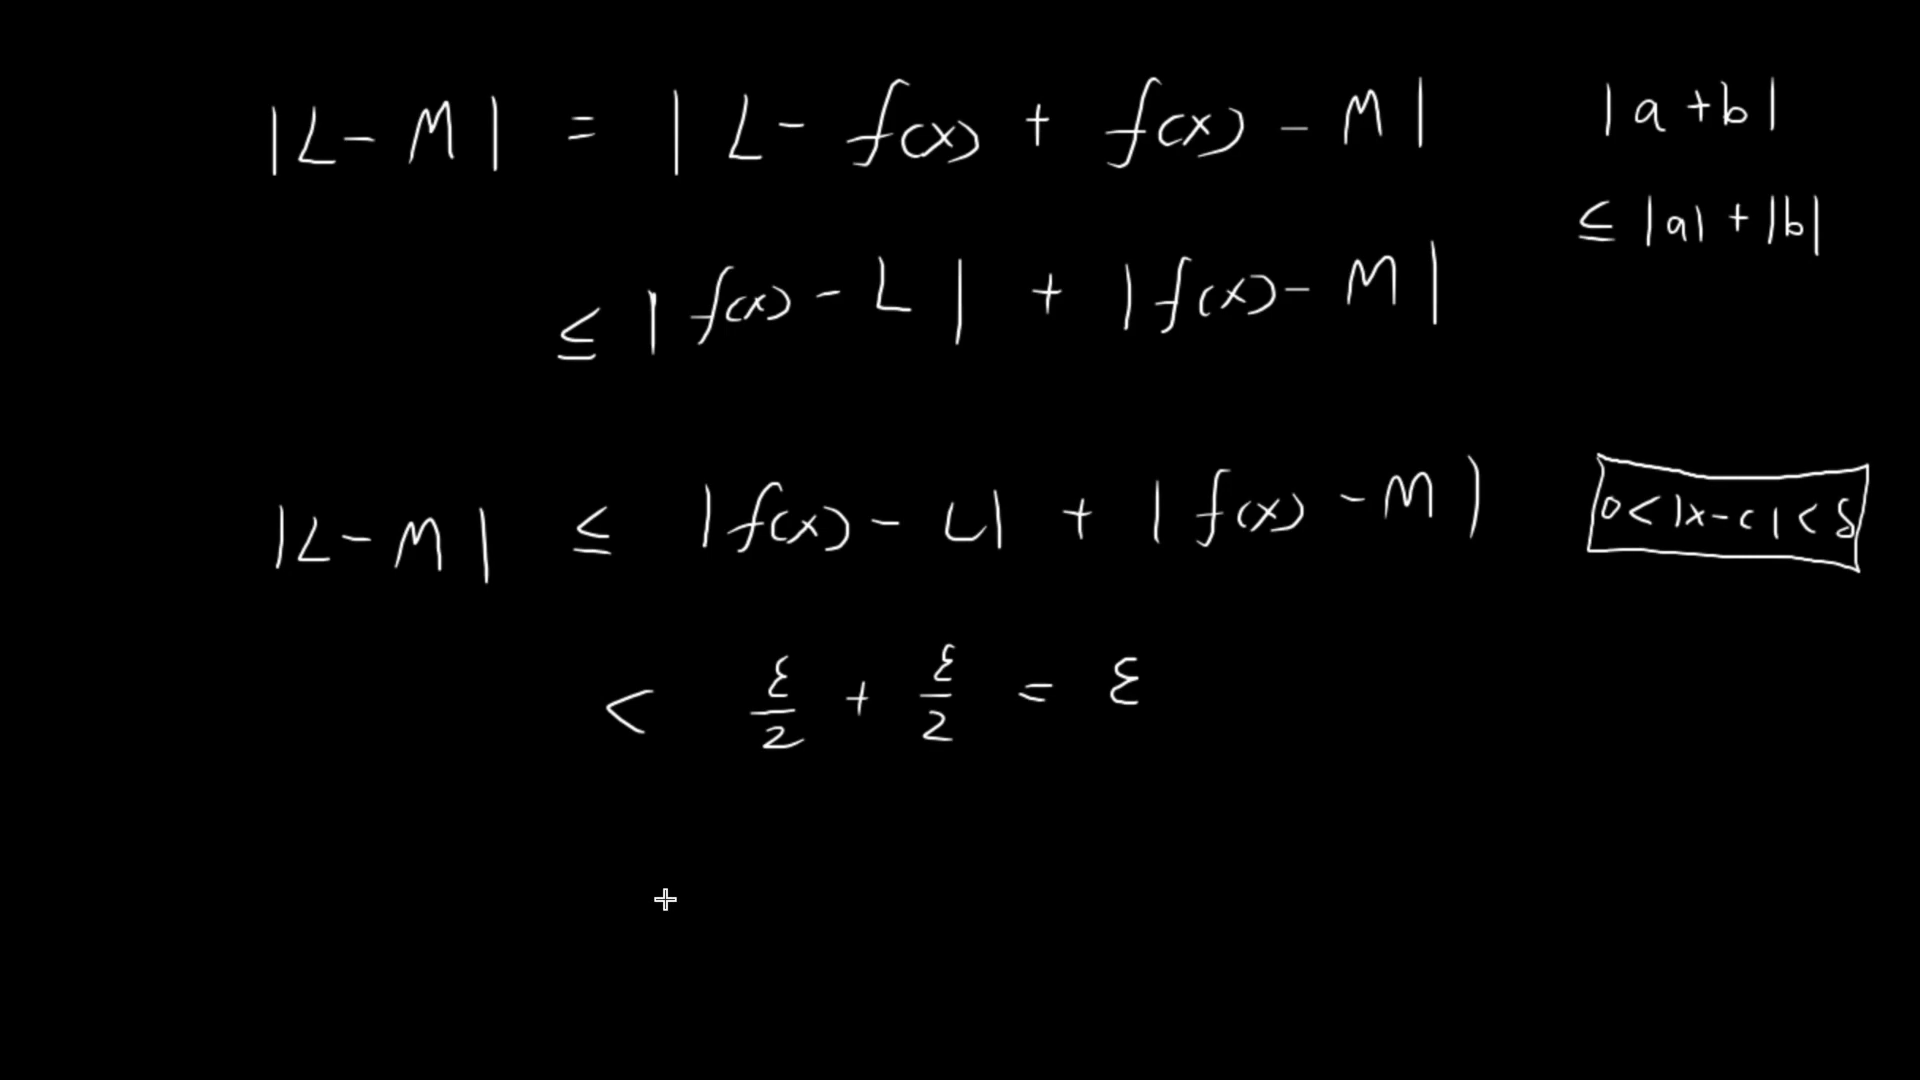 |L - M| = |L - f(x) + f(x) - M|
|a + b|
≤ |a| + |b|
≤ |f(x) - L| + |f(x) - M|
|L - M| ≤ |f(x) - L| + |f(x) - M|
0 < |x - c| < δ
< ε/2 + ε/2 = ε